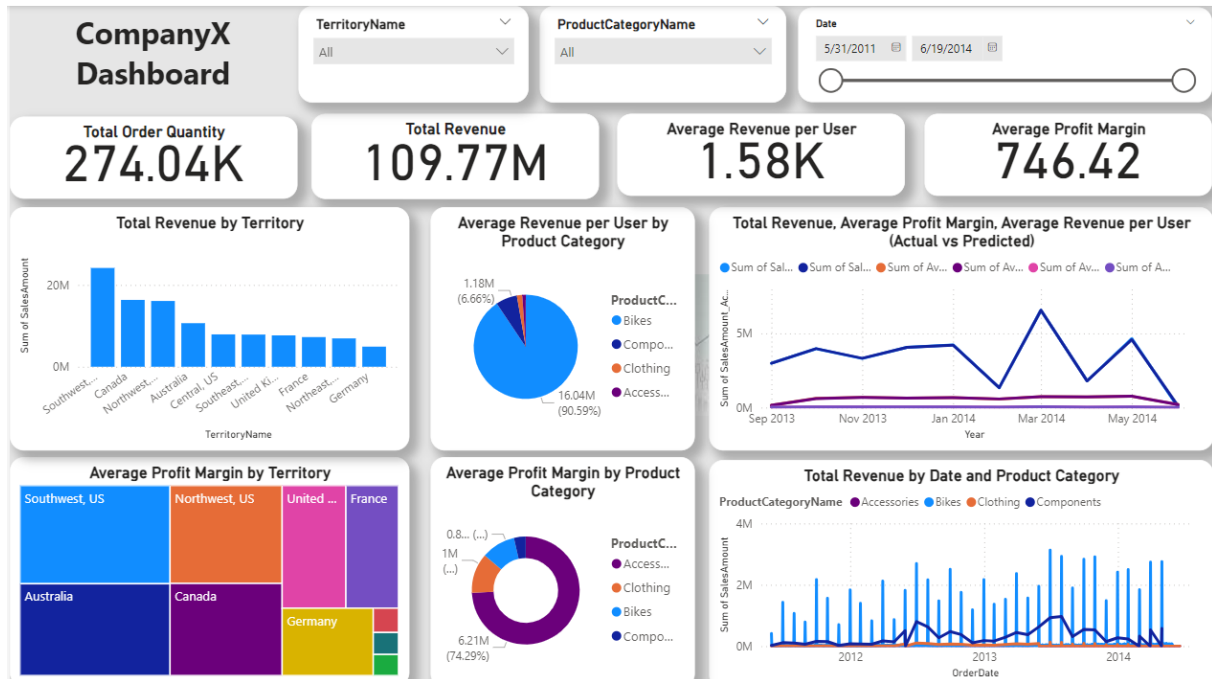 CompanyX
Dashboard
TerritoryName
All
ProductCategoryName
All
Date
5/31/2011
6/19/2014
Total Order Quantity
274.04K
Total Revenue
109.77M
Average Revenue per User
1.58K
Average Profit Margin
746.42
Total Revenue by Territory
Sum of SalesAmount
20M
0M
Southwest,...
Canada
Northwest,...
Australia
Central, US
Southeast,...
United Ki...
France
Northeast,...
Germany
TerritoryName
Average Revenue per User by
Product Category
1.18M
(6.66%)
16.04M
(90.59%)
ProductC...
Bikes
Compo...
Clothing
Access...
Total Revenue, Average Profit Margin, Average Revenue per User
(Actual vs Predicted)
Sum of Sal...
Sum of Sal...
Sum of Av...
Sum of Av...
Sum of Av...
Sum of A...
Sum of SalesAmount_Ac...
5M
0M
Sep 2013
Nov 2013
Jan 2014
Mar 2014
May 2014
Year
Average Profit Margin by Territory
Southwest, US
Northwest, US
United ...
France
Australia
Canada
Germany
Average Profit Margin by Product
Category
0.8... (...)
1M
(...)
6.21M
(74.29%)
ProductC...
Access...
Clothing
Bikes
Compo...
Total Revenue by Date and Product Category
ProductCategoryName
Accessories
Bikes
Clothing
Components
Sum of SalesAmount
4M
2M
0M
2012
2013
2014
OrderDate